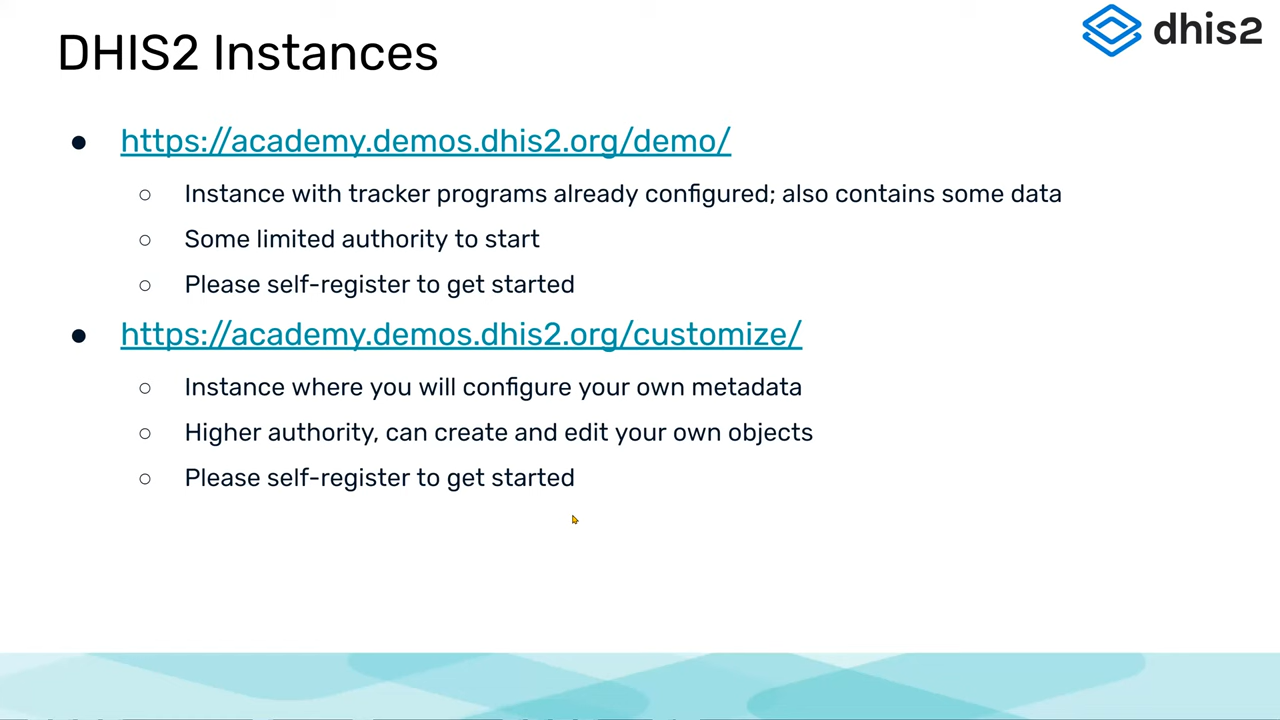 DHIS2 Instances
dhis2
● https://academy.demos.dhis2.org/demo/
○ Instance with tracker programs already configured; also contains some data
○ Some limited authority to start
○ Please self-register to get started
● https://academy.demos.dhis2.org/customize/
○ Instance where you will configure your own metadata
○ Higher authority, can create and edit your own objects
○ Please self-register to get started